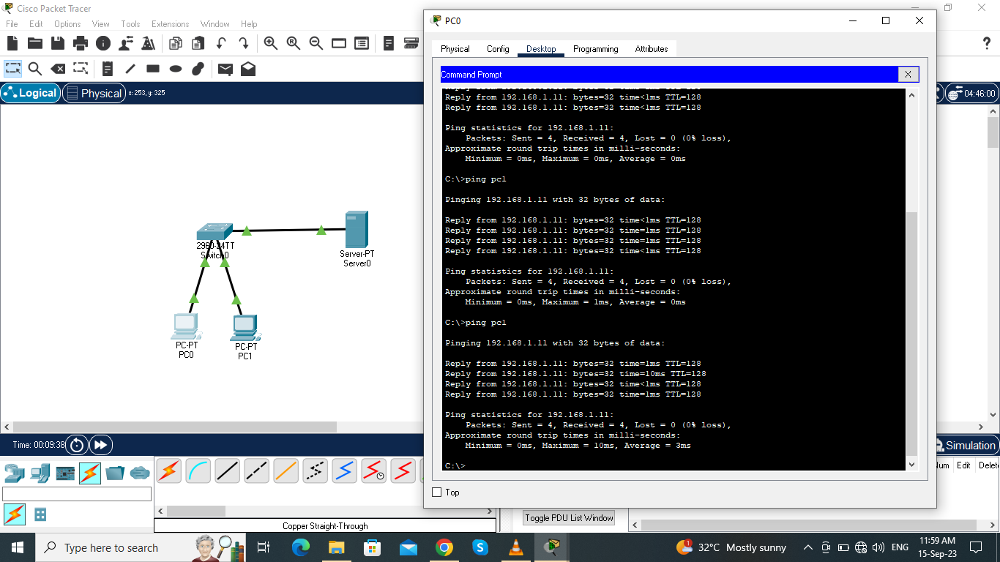 Cisco Packet Tracer
File Edit Options View Tools Extensions Window Help
?
Logical
Physical
x: 253, y: 325
04:46:00
2960-24TT
Switch0
Server-PT
Server0
PC-PT
PC0
PC-PT
PC1
Time: 00:09:38
Simulation
Num Edit Delete
Copper Straight-Through
Toggle PDU List Window
PC0
Physical Config Desktop Programming Attributes
Command Prompt
X
Reply from 192.168.1.11: bytes=32 time<1ms TTL=128
Reply from 192.168.1.11: bytes=32 time<1ms TTL=128
Ping statistics for 192.168.1.11:
Packets: Sent = 4, Received = 4, Lost = 0 (0% loss),
Approximate round trip times in milli-seconds:
Minimum = 0ms, Maximum = 0ms, Average = 0ms
C:\>ping pc1
Pinging 192.168.1.11 with 32 bytes of data:
Reply from 192.168.1.11: bytes=32 time<1ms TTL=128
Reply from 192.168.1.11: bytes=32 time=1ms TTL=128
Reply from 192.168.1.11: bytes=32 time<1ms TTL=128
Reply from 192.168.1.11: bytes=32 time<1ms TTL=128
Ping statistics for 192.168.1.11:
Packets: Sent = 4, Received = 4, Lost = 0 (0% loss),
Approximate round trip times in milli-seconds:
Minimum = 0ms, Maximum = 1ms, Average = 0ms
C:\>ping pc1
Pinging 192.168.1.11 with 32 bytes of data:
Reply from 192.168.1.11: bytes=32 time=1ms TTL=128
Reply from 192.168.1.11: bytes=32 time=10ms TTL=128
Reply from 192.168.1.11: bytes=32 time<1ms TTL=128
Reply from 192.168.1.11: bytes=32 time=1ms TTL=128
Ping statistics for 192.168.1.11:
Packets: Sent = 4, Received = 4, Lost = 0 (0% loss),
Approximate round trip times in milli-seconds:
Minimum = 0ms, Maximum = 10ms, Average = 3ms
C:\>
Top
Type here to search
1
32°C Mostly sunny
ENG
11:59 AM
15-Sep-23